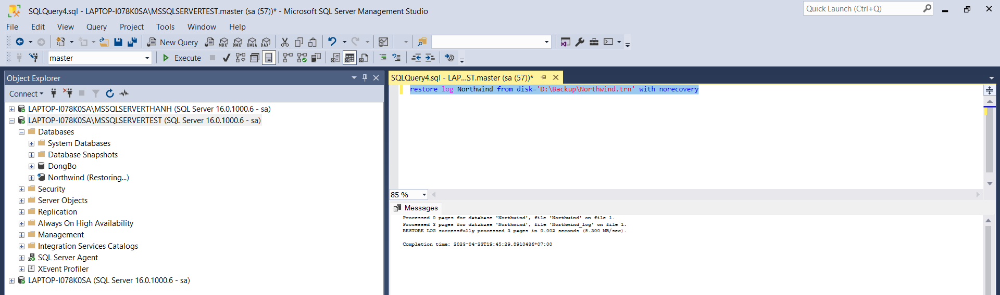 SQLQuery4.sql - LAPTOP-I078K0SA\MSSQLSERVERTEST.master (sa (57))* - Microsoft SQL Server Management Studio
Quick Launch (Ctrl+Q)
File Edit View Query Project Tools Window Help
New Query MDX DMX XMLA DAX
master Execute
Object Explorer
Connect
LAPTOP-I078K0SA\MSSQLSERVERTHANH (SQL Server 16.0.1000.6 - sa)
LAPTOP-I078K0SA\MSSQLSERVERTEST (SQL Server 16.0.1000.6 - sa)
Databases
System Databases
Database Snapshots
DongBo
Northwind (Restoring...)
Security
Server Objects
Replication
Always On High Availability
Management
Integration Services Catalogs
SQL Server Agent
XEvent Profiler
LAPTOP-I078K0SA (SQL Server 16.0.1000.6 - sa)
SQLQuery4.sql - LAP...ST.master (sa (57))*
restore log Northwind from disk='D:\Backup\Northwind.trn' with norecovery
85 %
Messages
Processed 0 pages for database 'Northwind', file 'Northwind' on file 1.
Processed 3 pages for database 'Northwind', file 'Northwind_log' on file 1.
RESTORE LOG successfully processed 3 pages in 0.002 seconds (8.300 MB/sec).
Completion time: 2023-04-23T19:45:29.8910436+07:00